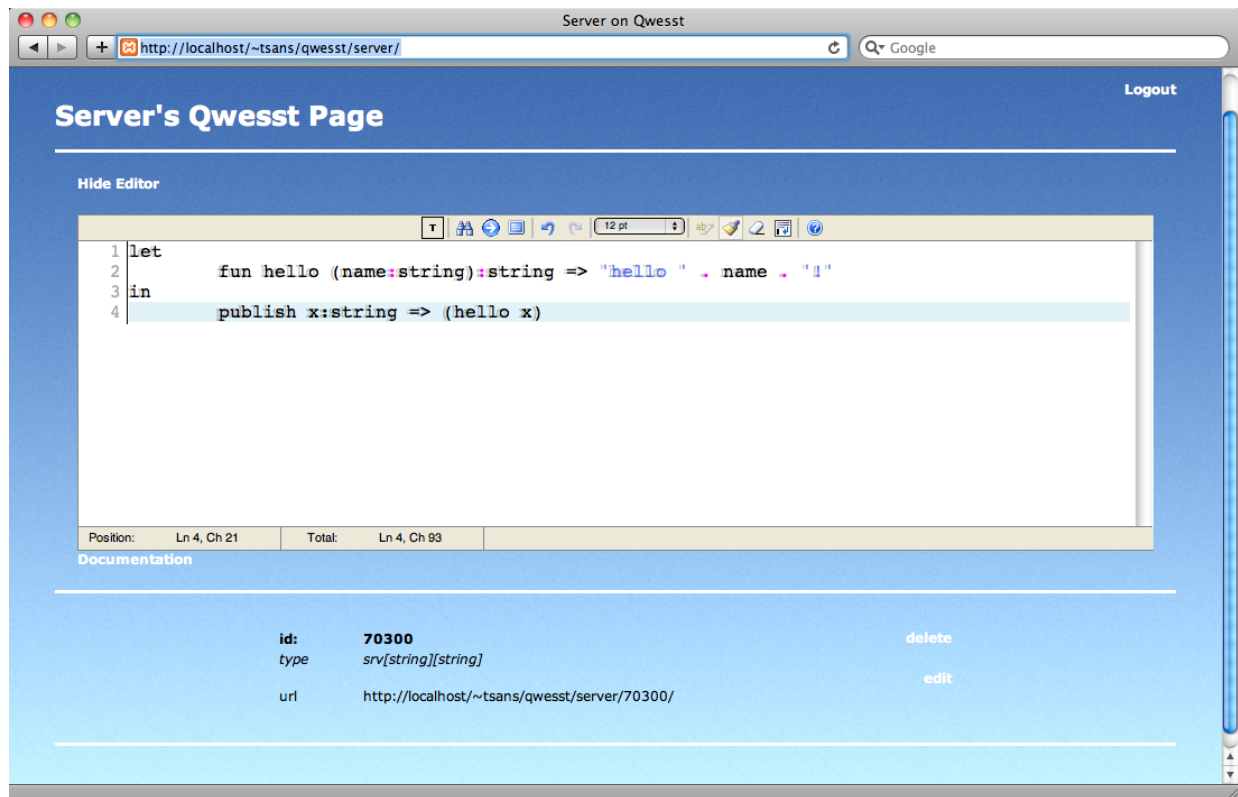 Server on Qwesst
http://localhost/~tsans/qwesst/server/
Google
Logout
Server's Qwesst Page
Hide Editor
T 12 pt
1 let
2 fun hello (name:string):string => "hello " . name . "!"
3 in
4 publish x:string => (hello x)
Position: Ln 4, Ch 21 Total: Ln 4, Ch 93
Documentation
id: 70300 delete
type srv[string][string]
edit
url http://localhost/~tsans/qwesst/server/70300/